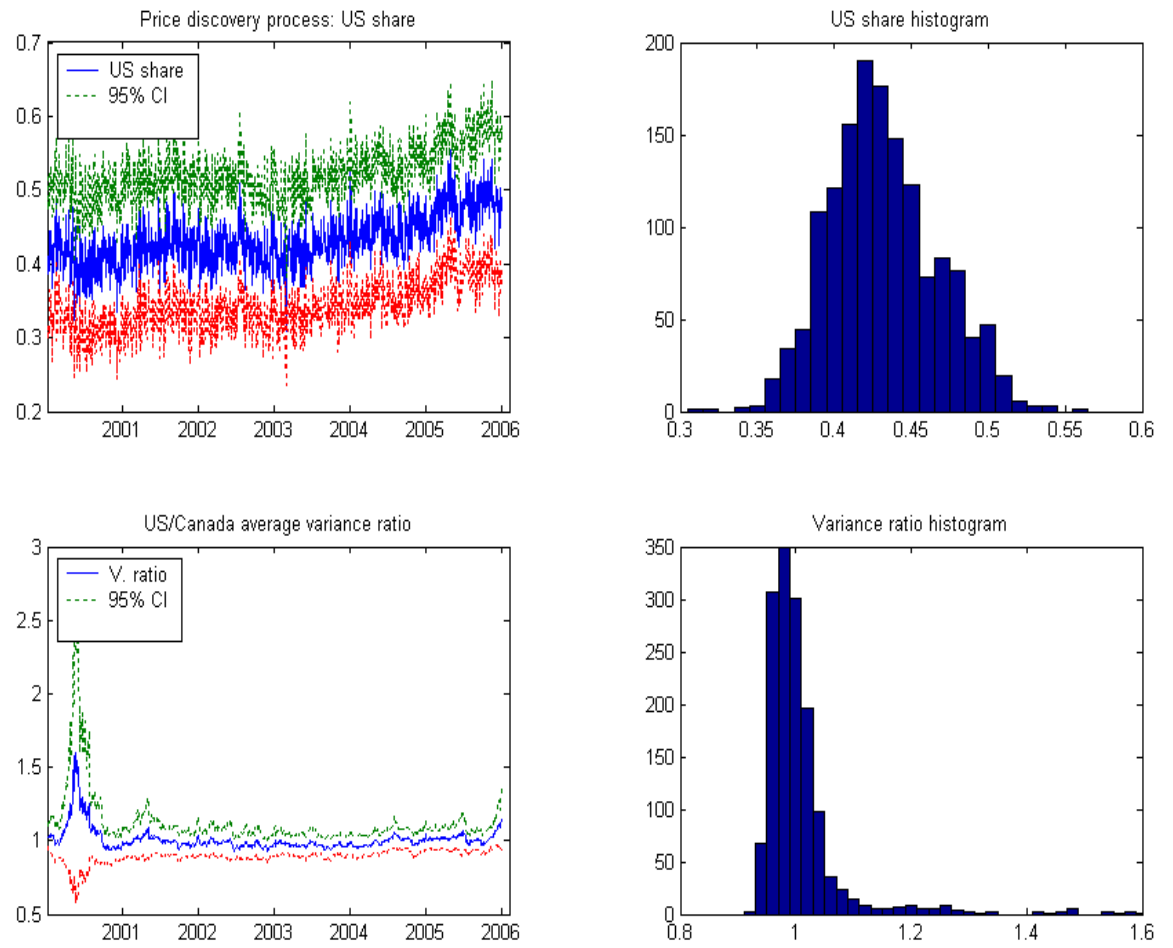 Price discovery process: US share
0.7
0.6
0.5
0.4
0.3
0.2
US share
95% CI
2001 2002 2003 2004 2005 2006
US share histogram
200
150
100
50
0
0.3 0.35 0.4 0.45 0.5 0.55 0.6
US/Canada average variance ratio
3
2.5
2
1.5
1
0.5
V. ratio
95% CI
2001 2002 2003 2004 2005 2006
Variance ratio histogram
350
300
250
200
150
100
50
0
0.8 1 1.2 1.4 1.6